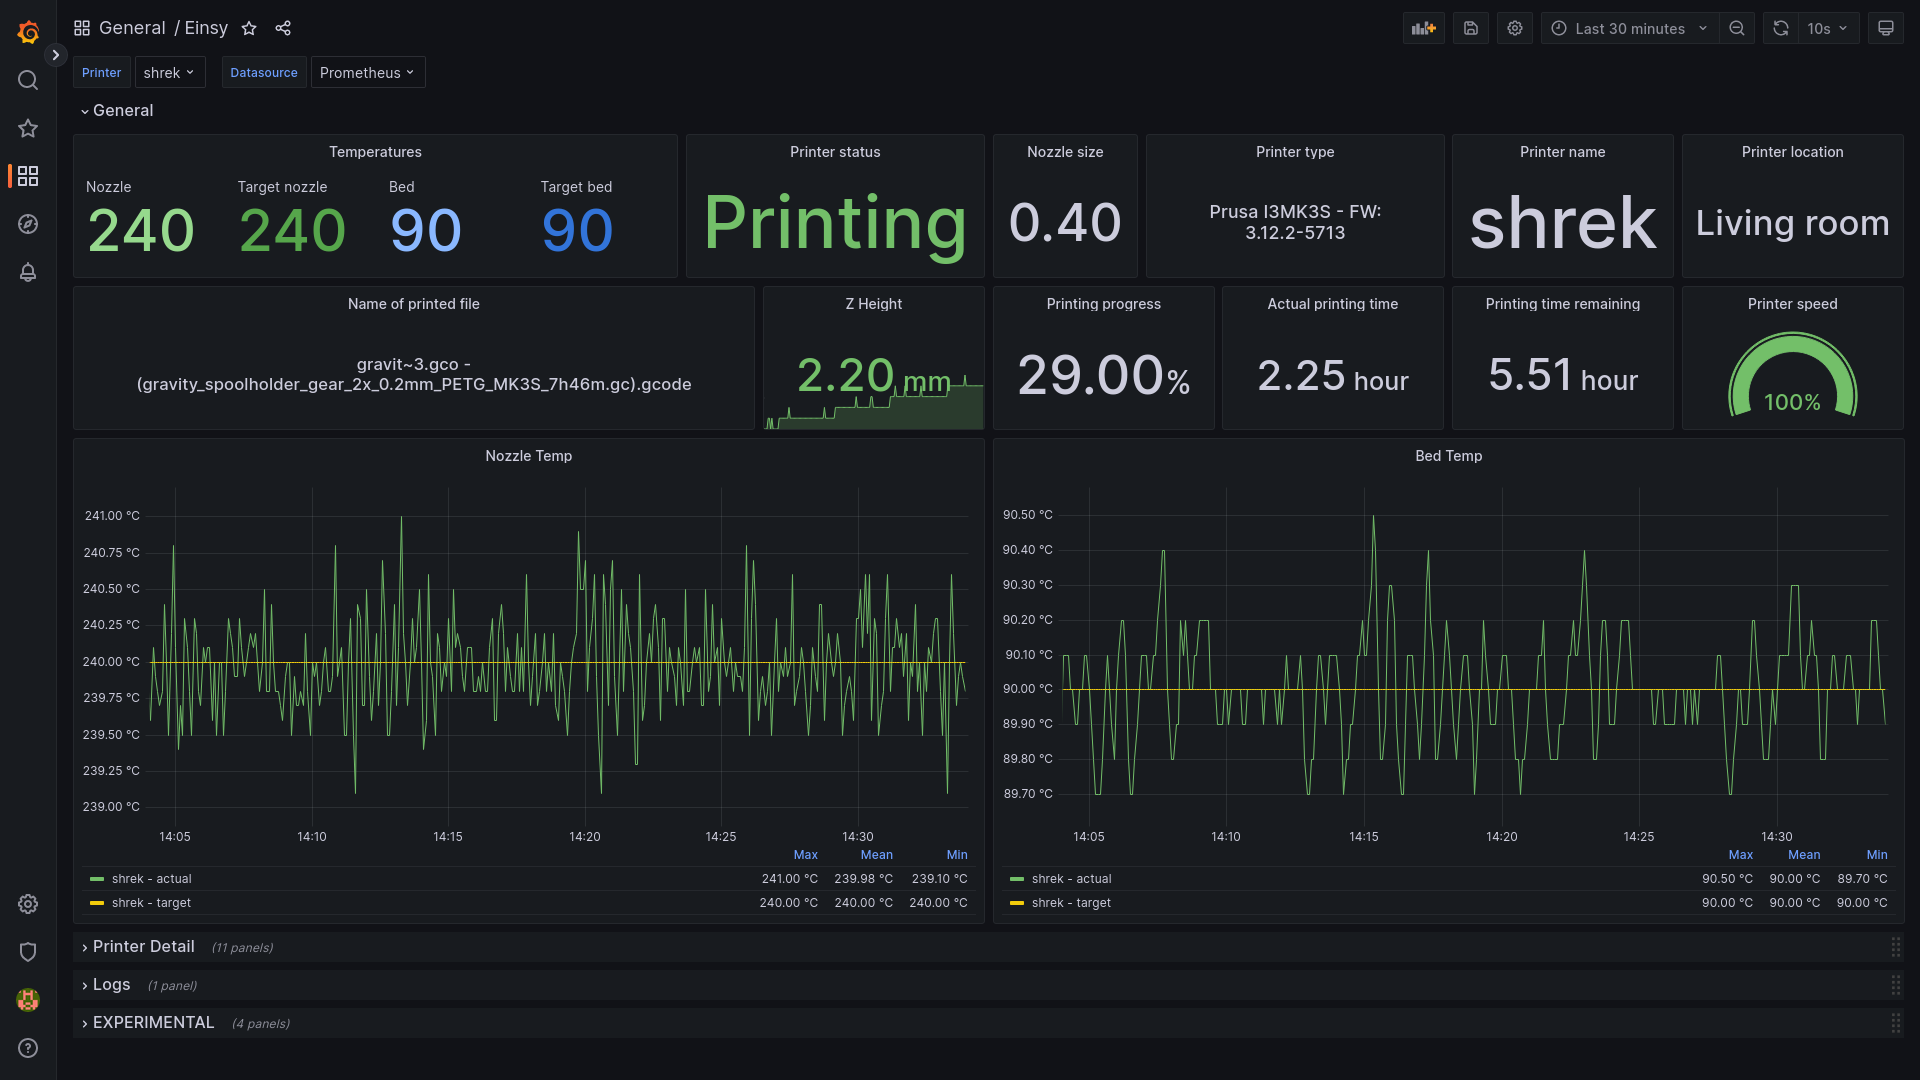 General / Einsy
Last 30 minutes
10s
Printer shrek Datasource Prometheus
General
Temperatures
Nozzle Target nozzle Bed Target bed
240 240 90 90
Printer status
Printing
Nozzle size
0.40
Printer type
Prusa I3MK3S - FW:
3.12.2-5713
Printer name
shrek
Printer location
Living room
Name of printed file
gravit~3.gco -
(gravity_spoolholder_gear_2x_0.2mm_PETG_MK3S_7h46m.gc).gcode
Z Height
2.20 mm
Printing progress
29.00%
Actual printing time
2.25 hour
Printing time remaining
5.51 hour
Printer speed
100%
Nozzle Temp
241.00 °C
240.75 °C
240.50 °C
240.25 °C
240.00 °C
239.75 °C
239.50 °C
239.25 °C
239.00 °C
14:05 14:10 14:15 14:20 14:25 14:30
Max Mean Min
shrek - actual 241.00 °C 239.98 °C 239.10 °C
shrek - target 240.00 °C 240.00 °C 240.00 °C
Bed Temp
90.50 °C
90.40 °C
90.30 °C
90.20 °C
90.10 °C
90.00 °C
89.90 °C
89.80 °C
89.70 °C
14:05 14:10 14:15 14:20 14:25 14:30
Max Mean Min
shrek - actual 90.50 °C 90.00 °C 89.70 °C
shrek - target 90.00 °C 90.00 °C 90.00 °C
Printer Detail (11 panels)
Logs (1 panel)
EXPERIMENTAL (4 panels)